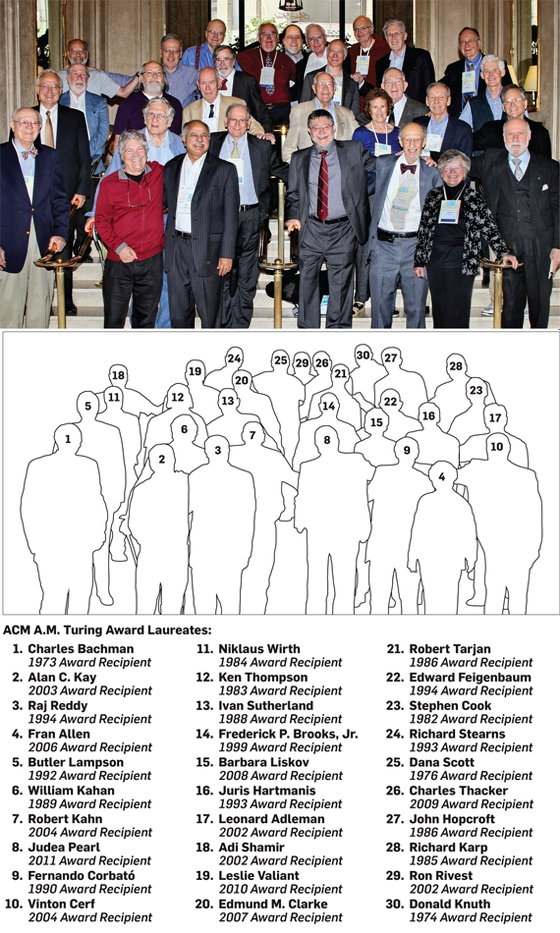 30
24
25
29
26
27
28
19
21
18
20
23
11
12
13
22
5
14
16
17
15
6
7
1
8
10
3
9
2
4
ACM A.M. Turing Award Laureates:
1. Charles Bachman
1973 Award Recipient
2. Alan C. Kay
2003 Award Recipient
3. Raj Reddy
1994 Award Recipient
4. Fran Allen
2006 Award Recipient
5. Butler Lampson
1992 Award Recipient
6. William Kahan
1989 Award Recipient
7. Robert Kahn
2004 Award Recipient
8. Judea Pearl
2011 Award Recipient
9. Fernando Corbató
1990 Award Recipient
10. Vinton Cerf
2004 Award Recipient
11. Niklaus Wirth
1984 Award Recipient
12. Ken Thompson
1983 Award Recipient
13. Ivan Sutherland
1988 Award Recipient
14. Frederick P. Brooks, Jr.
1999 Award Recipient
15. Barbara Liskov
2008 Award Recipient
16. Juris Hartmanis
1993 Award Recipient
17. Leonard Adleman
2002 Award Recipient
18. Adi Shamir
2002 Award Recipient
19. Leslie Valiant
2010 Award Recipient
20. Edmund M. Clarke
2007 Award Recipient
21. Robert Tarjan
1986 Award Recipient
22. Edward Feigenbaum
1994 Award Recipient
23. Stephen Cook
1982 Award Recipient
24. Richard Stearns
1993 Award Recipient
25. Dana Scott
1976 Award Recipient
26. Charles Thacker
2009 Award Recipient
27. John Hopcroft
1986 Award Recipient
28. Richard Karp
1985 Award Recipient
29. Ron Rivest
2002 Award Recipient
30. Donald Knuth
1974 Award Recipient